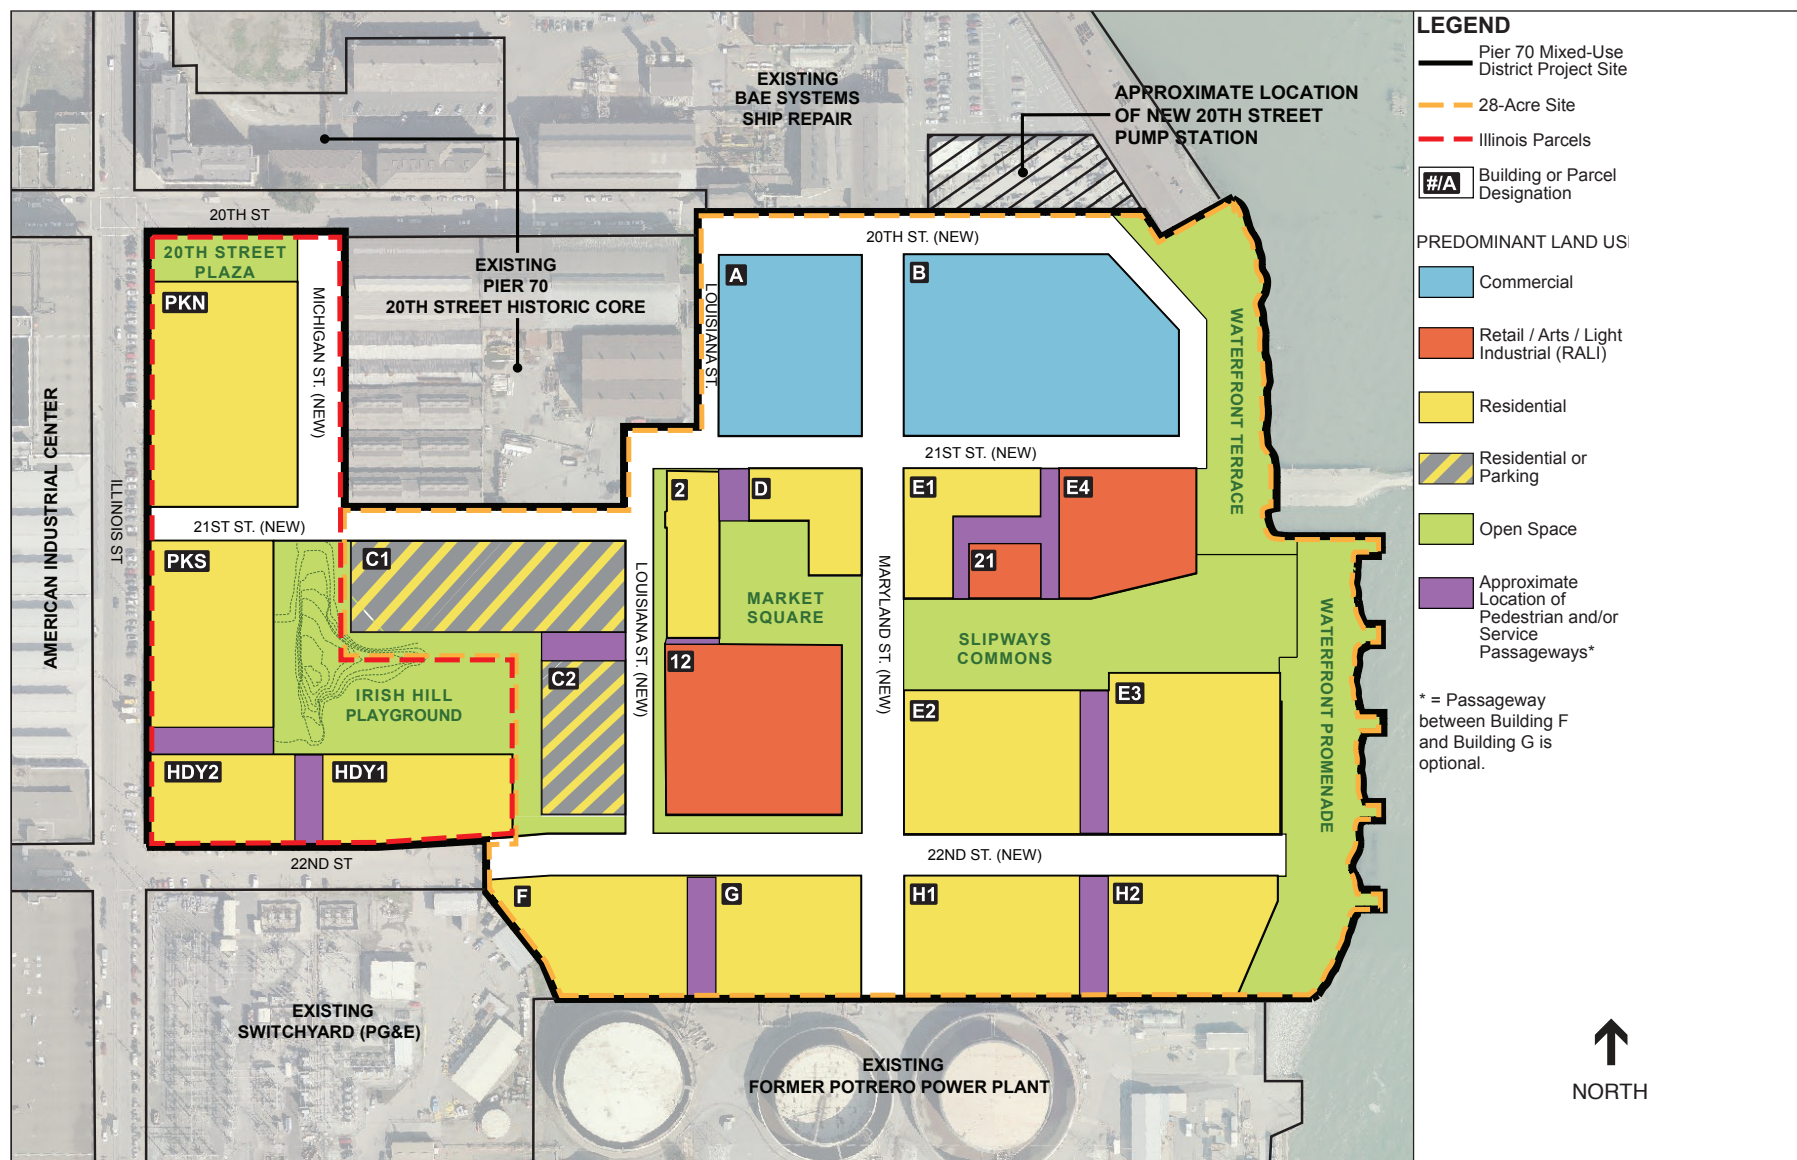 EXISTING
BAE SYSTEMS
SHIP REPAIR
APPROXIMATE LOCATION
OF NEW 20TH STREET
PUMP STATION
20TH ST
20TH STREET
PLAZA
PKN
MICHIGAN ST. (NEW)
EXISTING
PIER 70
20TH STREET HISTORIC CORE
LOUISIANA ST.
20TH ST. (NEW)
A
B
WATERFRONT TERRACE
AMERICAN INDUSTRIAL CENTER
ILLINOIS ST
21ST ST. (NEW)
21ST ST. (NEW)
PKS
C1
2
D
E1
E4
21
LOUISIANA ST. (NEW)
MARKET
SQUARE
MARYLAND ST. (NEW)
SLIPWAYS
COMMONS
WATERFRONT PROMENADE
IRISH HILL
PLAYGROUND
C2
12
E2
E3
HDY2
HDY1
22ND ST
22ND ST. (NEW)
F
G
H1
H2
EXISTING
SWITCHYARD (PG&E)
EXISTING
FORMER POTRERO POWER PLANT
LEGEND
Pier 70 Mixed-Use
District Project Site
28-Acre Site
Illinois Parcels
#/A
Building or Parcel
Designation
PREDOMINANT LAND US
Commercial
Retail / Arts / Light
Industrial (RALI)
Residential
Residential or
Parking
Open Space
Approximate
Location of
Pedestrian and/or
Service
Passageways*
* = Passageway
between Building F
and Building G is
optional.
NORTH